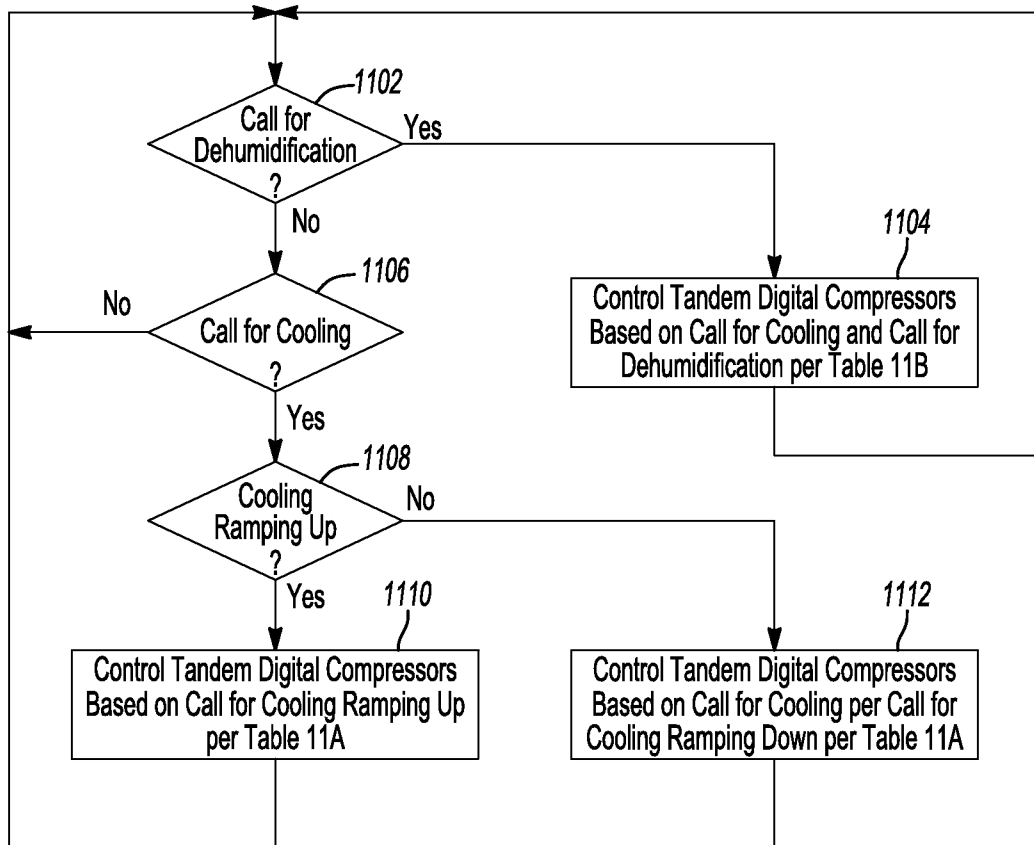 1102
Call for
Dehumidification
?
Yes
No
1104
Control Tandem Digital Compressors
Based on Call for Cooling and Call for
Dehumidification per Table 11B
1106
No
Call for Cooling
?
Yes
1108
Cooling
Ramping Up
?
No
Yes
1110
Control Tandem Digital Compressors
Based on Call for Cooling Ramping Up
per Table 11A
1112
Control Tandem Digital Compressors
Based on Call for Cooling per Call for
Cooling Ramping Down per Table 11A